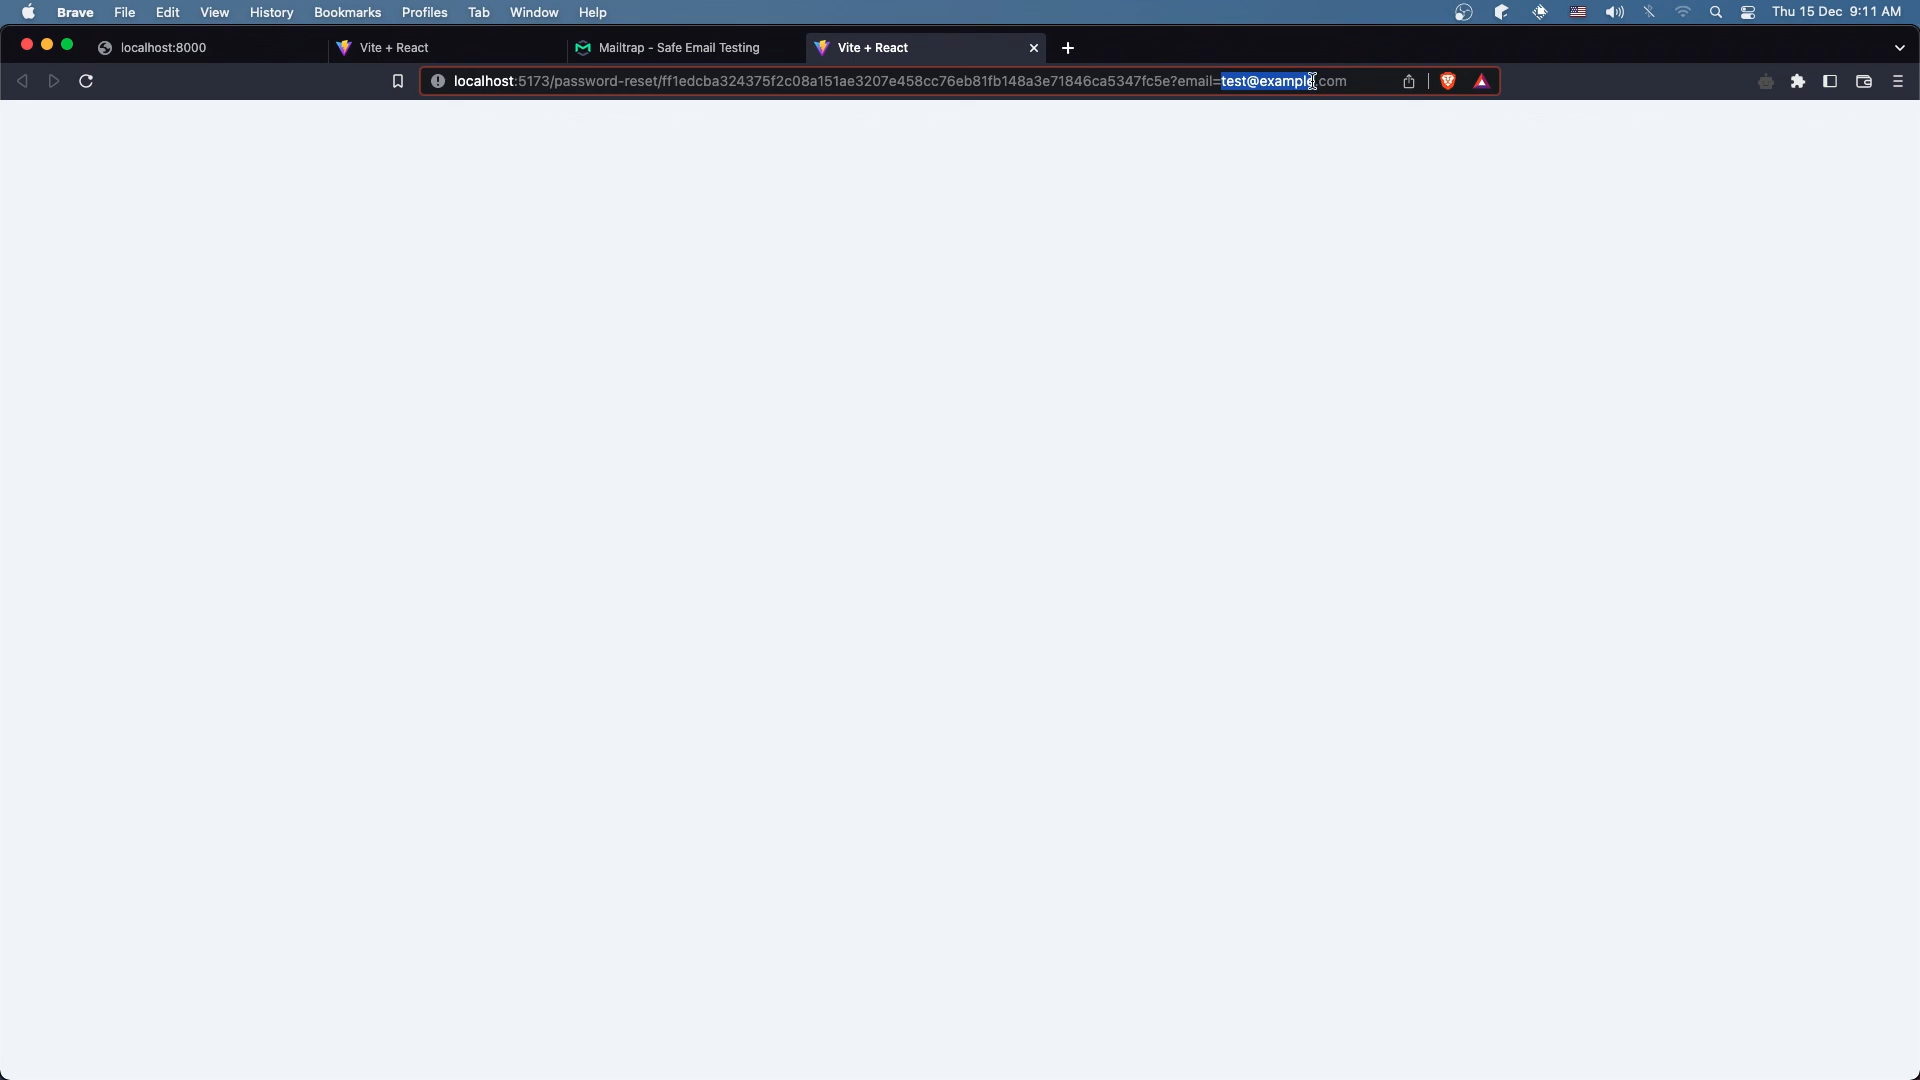 Brave File Edit View History Bookmarks Profiles Tab Window Help Thu 15 Dec 9:11 AM
localhost:8000 Vite + React Mailtrap - Safe Email Testing Vite + React
localhost:5173/password-reset/ff1edcba324375f2c08a151ae3207e458cc76eb81fb148a3e71846ca5347fc5e?email=test@example.com